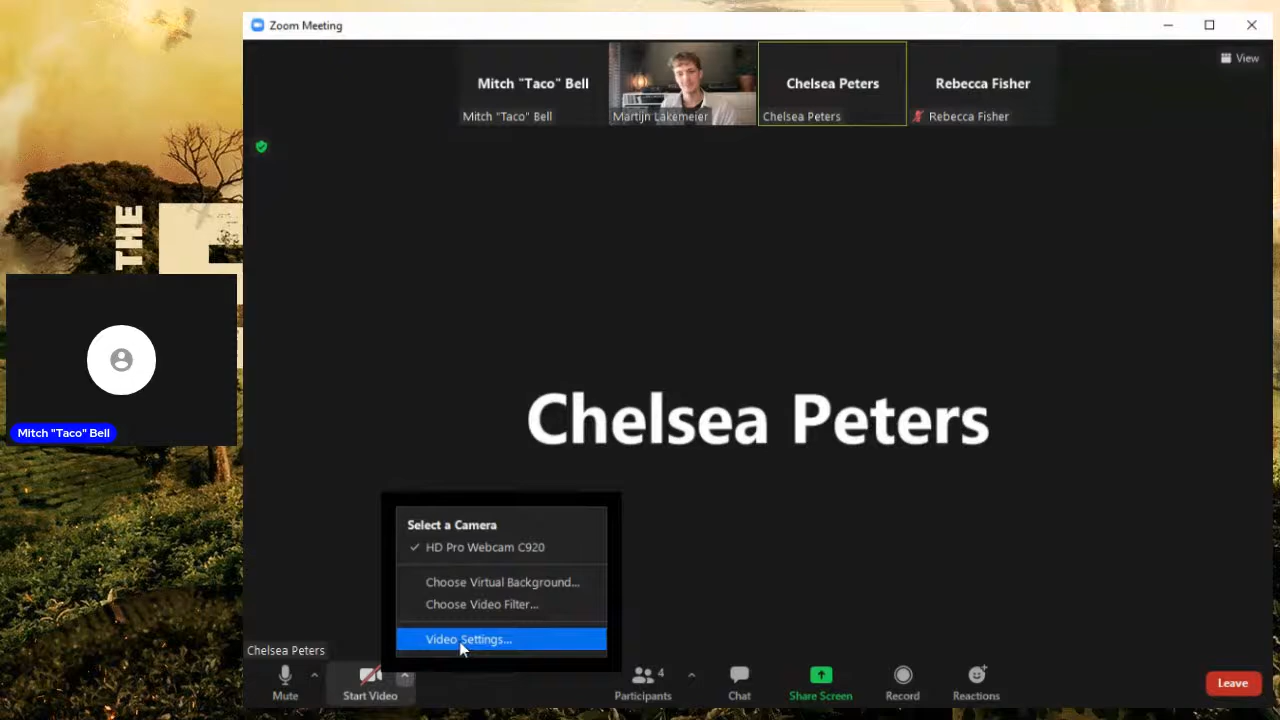 Zoom Meeting
View
Mitch "Taco" Bell
Mitch "Taco" Bell
Martijn Lakemeier
Chelsea Peters
Chelsea Peters
Rebecca Fisher
Rebecca Fisher
THE
Mitch "Taco" Bell
Chelsea Peters
Select a Camera
HD Pro Webcam C920
Choose Virtual Background...
Choose Video Filter...
Video Settings...
Chelsea Peters
Mute
Start Video
4
Participants
Chat
Share Screen
Record
Reactions
Leave